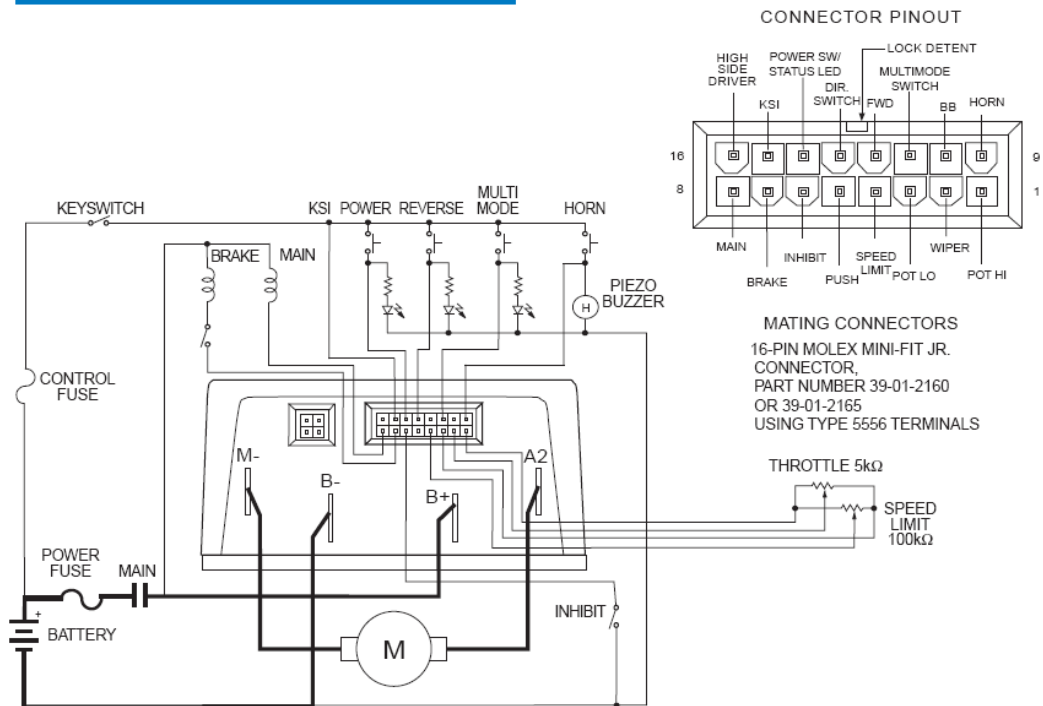 CONNECTOR PINOUT
LOCK DETENT
HIGH
SIDE
DRIVER
POWER SW/
STATUS LED
MULTIMODE
SWITCH
DIR.
SWITCH
KSI
FWD
BB
HORN
16
9
8
1
MAIN
BRAKE
INHIBIT
PUSH
SPEED
LIMIT
POT LO
WIPER
POT HI
KEYSWITCH
KSI
POWER
REVERSE
MULTI
MODE
HORN
BRAKE
MAIN
PIEZO
BUZZER
H
CONTROL
FUSE
MATING CONNECTORS
16-PIN MOLEX MINI-FIT JR.
CONNECTOR,
PART NUMBER 39-01-2160
OR 39-01-2165
USING TYPE 5556 TERMINALS
M-
B-
B+
A2
THROTTLE 5kΩ
SPEED
LIMIT
100kΩ
POWER
FUSE
MAIN
+
BATTERY
M
INHIBIT